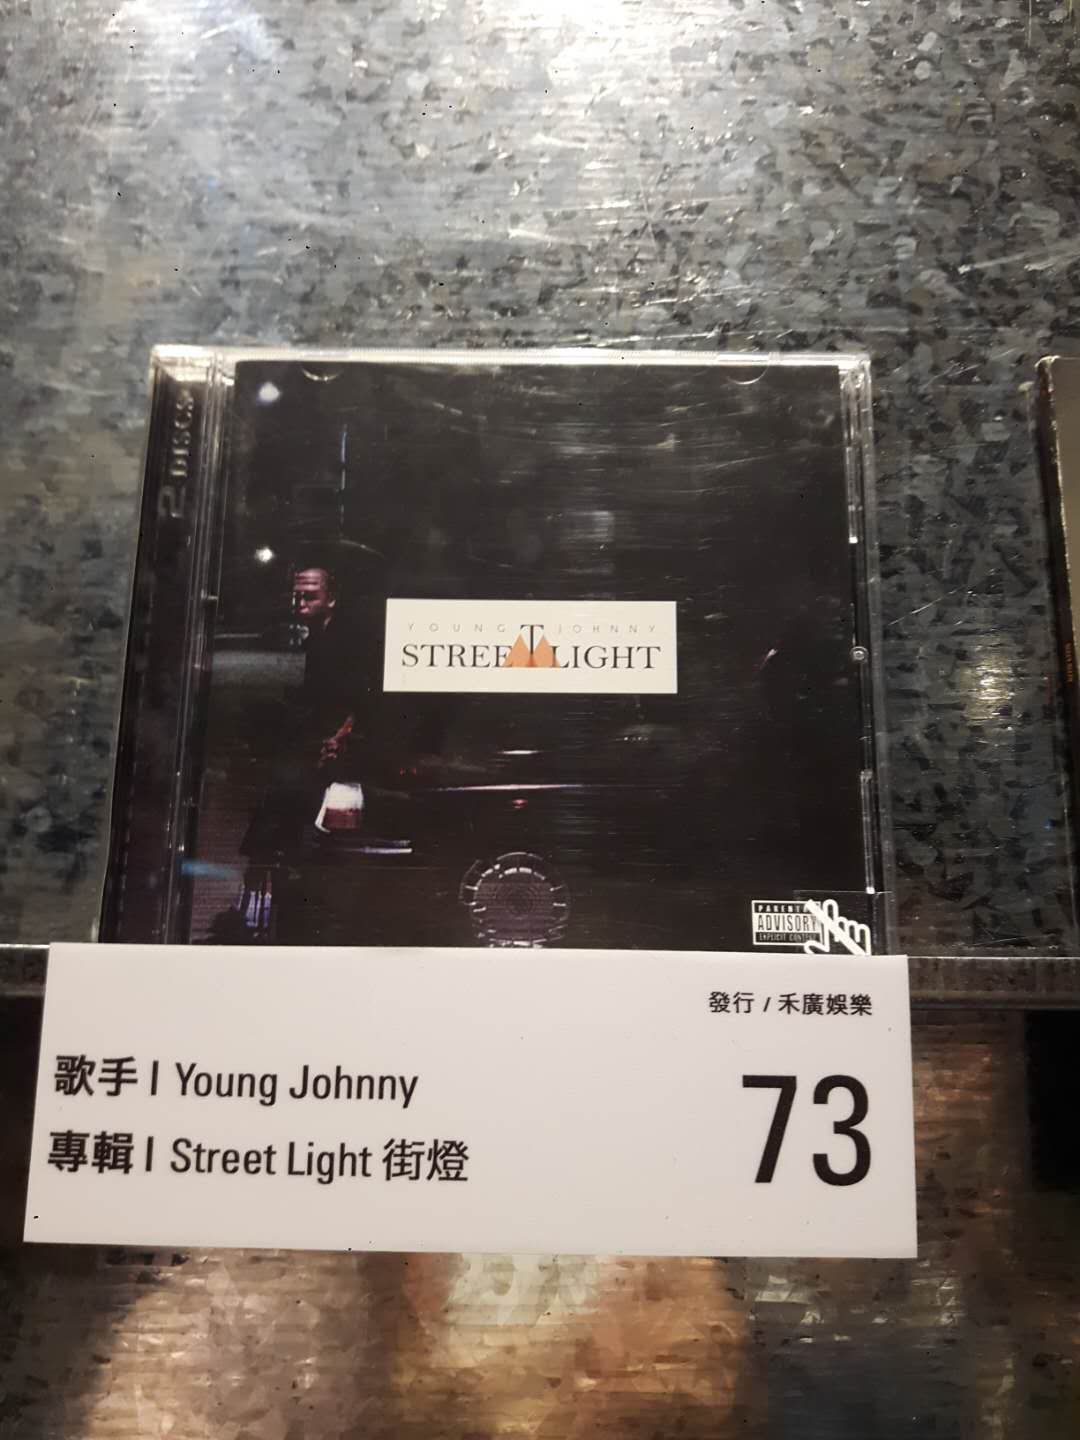 2 DISCS
YOUNG JOHNNY
STREETLIGHT
PARENTAL
ADVISORY
EXPLICIT CONTENT
發行 / 禾廣娛樂
歌手 | Young Johnny
專輯 | Street Light 街燈
73